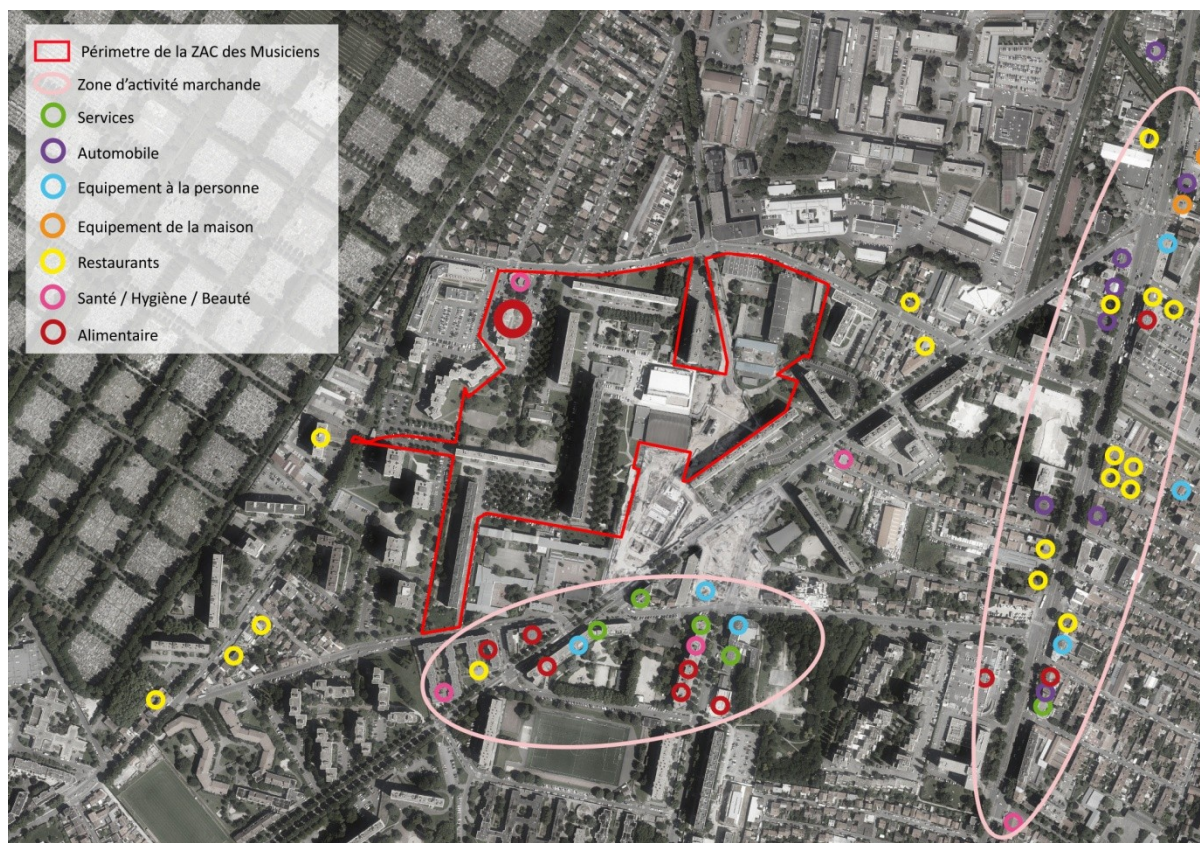 Périmetre de la ZAC des Musiciens
Zone d'activité marchande
Services
Automobile
Equipement à la personne
Equipement de la maison
Restaurants
Santé / Hygiène / Beauté
Alimentaire